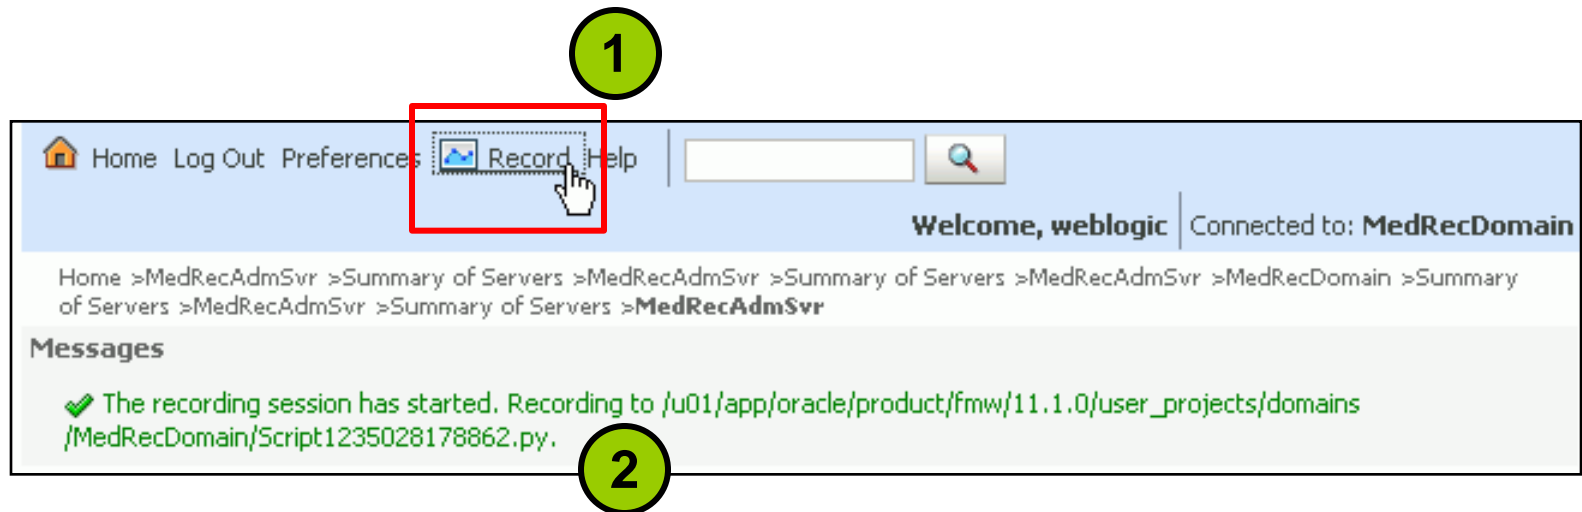 1
Home Log Out Preferences Record Help
Welcome, weblogic Connected to: MedRecDomain
Home >MedRecAdmSvr >Summary of Servers >MedRecAdmSvr >Summary of Servers >MedRecAdmSvr >MedRecDomain >Summary
of Servers >MedRecAdmSvr >Summary of Servers >MedRecAdmSvr
Messages
The recording session has started. Recording to /u01/app/oracle/product/fmw/11.1.0/user_projects/domains
/MedRecDomain/Script1235028178862.py.
2